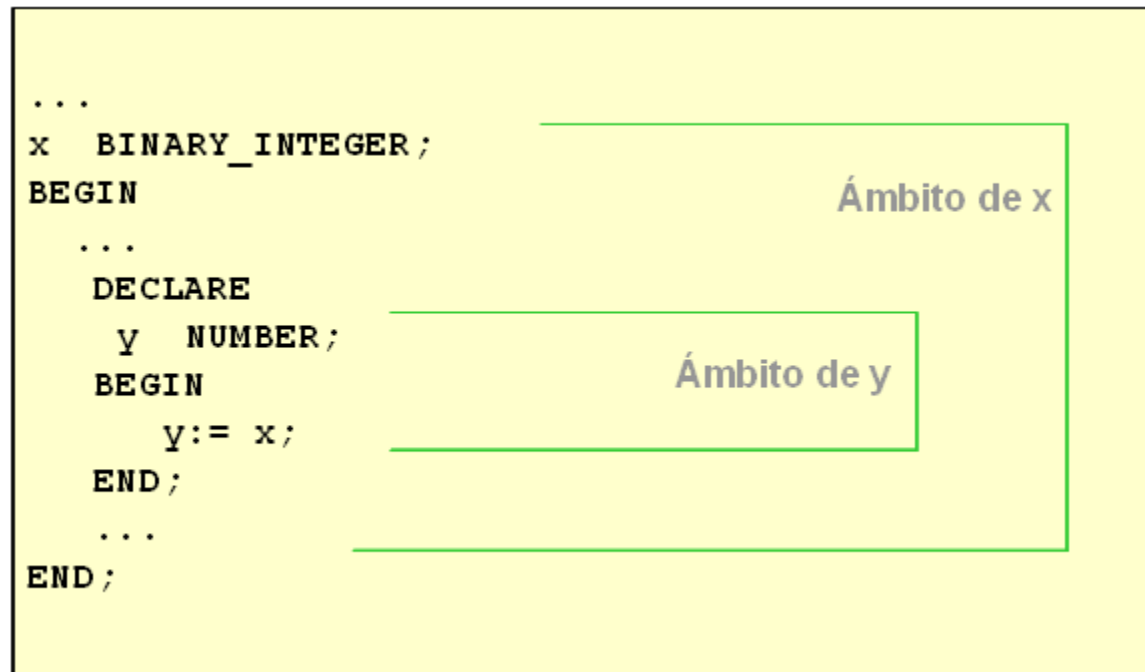 ...
x BINARY_INTEGER;
BEGIN
Ámbito de x
...
DECLARE
y NUMBER;
BEGIN
Ámbito de y
y:= x;
END;
...
END;